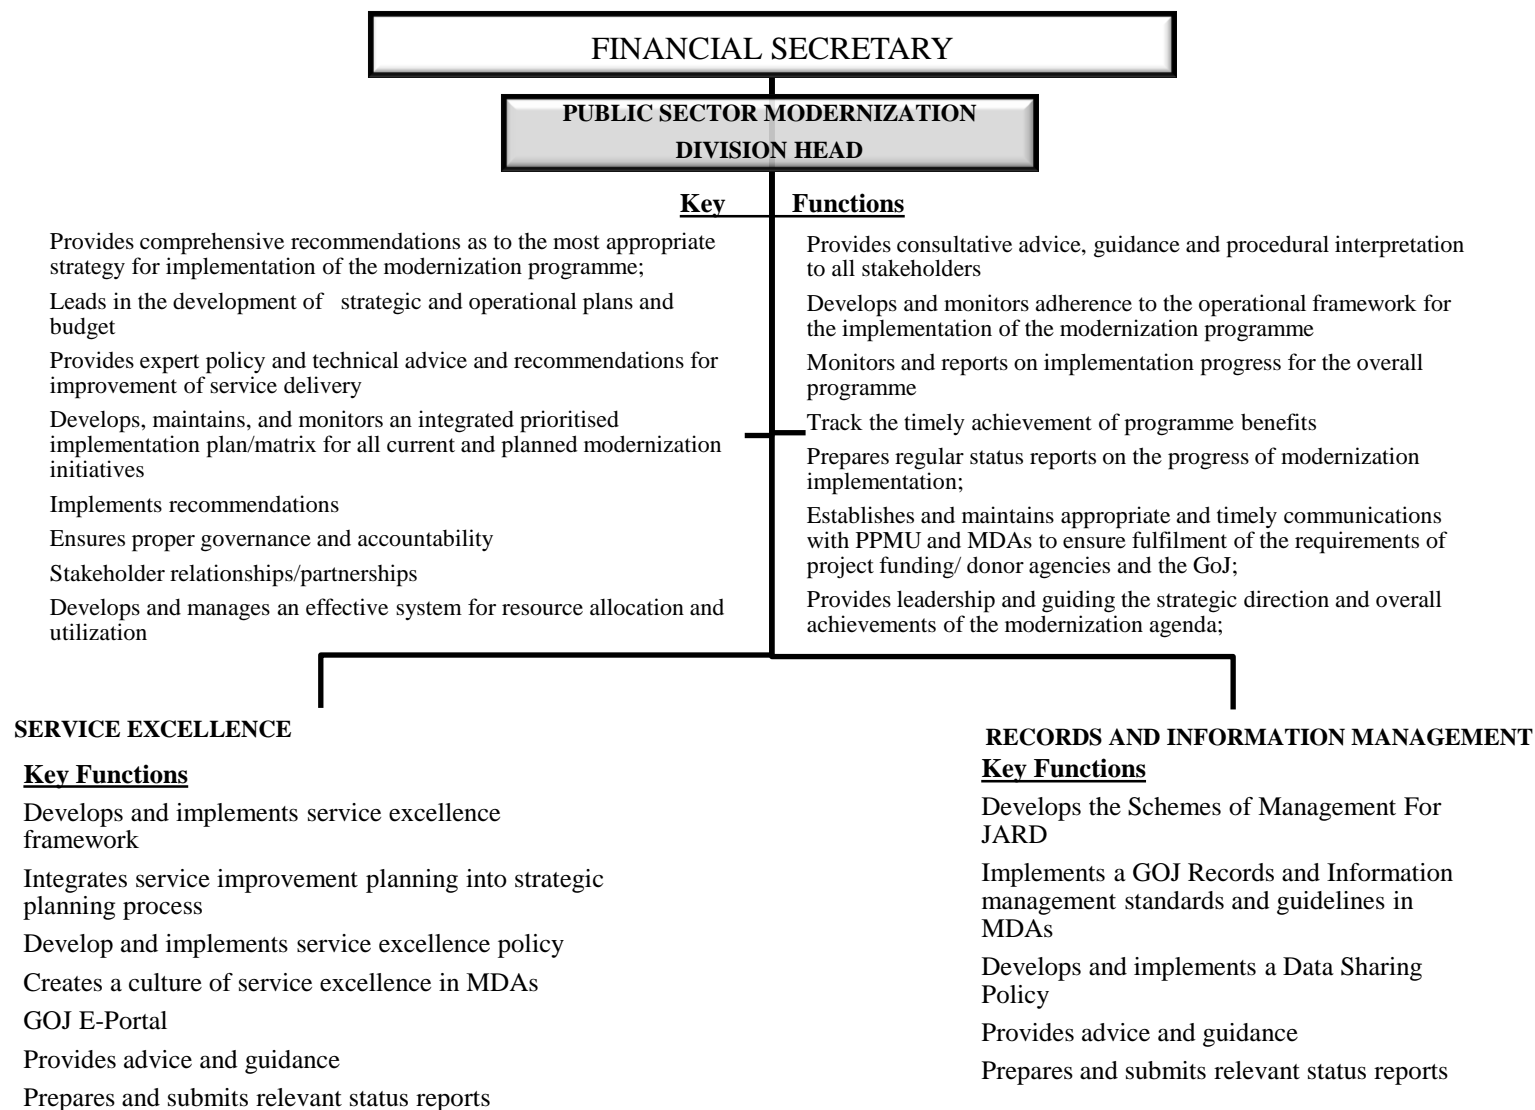 FINANCIAL SECRETARY
PUBLIC SECTOR MODERNIZATION
DIVISION HEAD
Key Functions
Provides comprehensive recommendations as to the most appropriate
strategy for implementation of the modernization programme;
Leads in the development of strategic and operational plans and
budget
Provides expert policy and technical advice and recommendations for
improvement of service delivery
Develops, maintains, and monitors an integrated prioritised
implementation plan/matrix for all current and planned modernization
initiatives
Implements recommendations
Ensures proper governance and accountability
Stakeholder relationships/partnerships
Develops and manages an effective system for resource allocation and
utilization
Provides consultative advice, guidance and procedural interpretation
to all stakeholders
Develops and monitors adherence to the operational framework for
the implementation of the modernization programme
Monitors and reports on implementation progress for the overall
programme
Track the timely achievement of programme benefits
Prepares regular status reports on the progress of modernization
implementation;
Establishes and maintains appropriate and timely communications
with PPMU and MDAs to ensure fulfilment of the requirements of
project funding/ donor agencies and the GoJ;
Provides leadership and guiding the strategic direction and overall
achievements of the modernization agenda;
SERVICE EXCELLENCE
Key Functions
Develops and implements service excellence
framework
Integrates service improvement planning into strategic
planning process
Develop and implements service excellence policy
Creates a culture of service excellence in MDAs
GOJ E-Portal
Provides advice and guidance
Prepares and submits relevant status reports
RECORDS AND INFORMATION MANAGEMENT
Key Functions
Develops the Schemes of Management For
JARD
Implements a GOJ Records and Information
management standards and guidelines in
MDAs
Develops and implements a Data Sharing
Policy
Provides advice and guidance
Prepares and submits relevant status reports